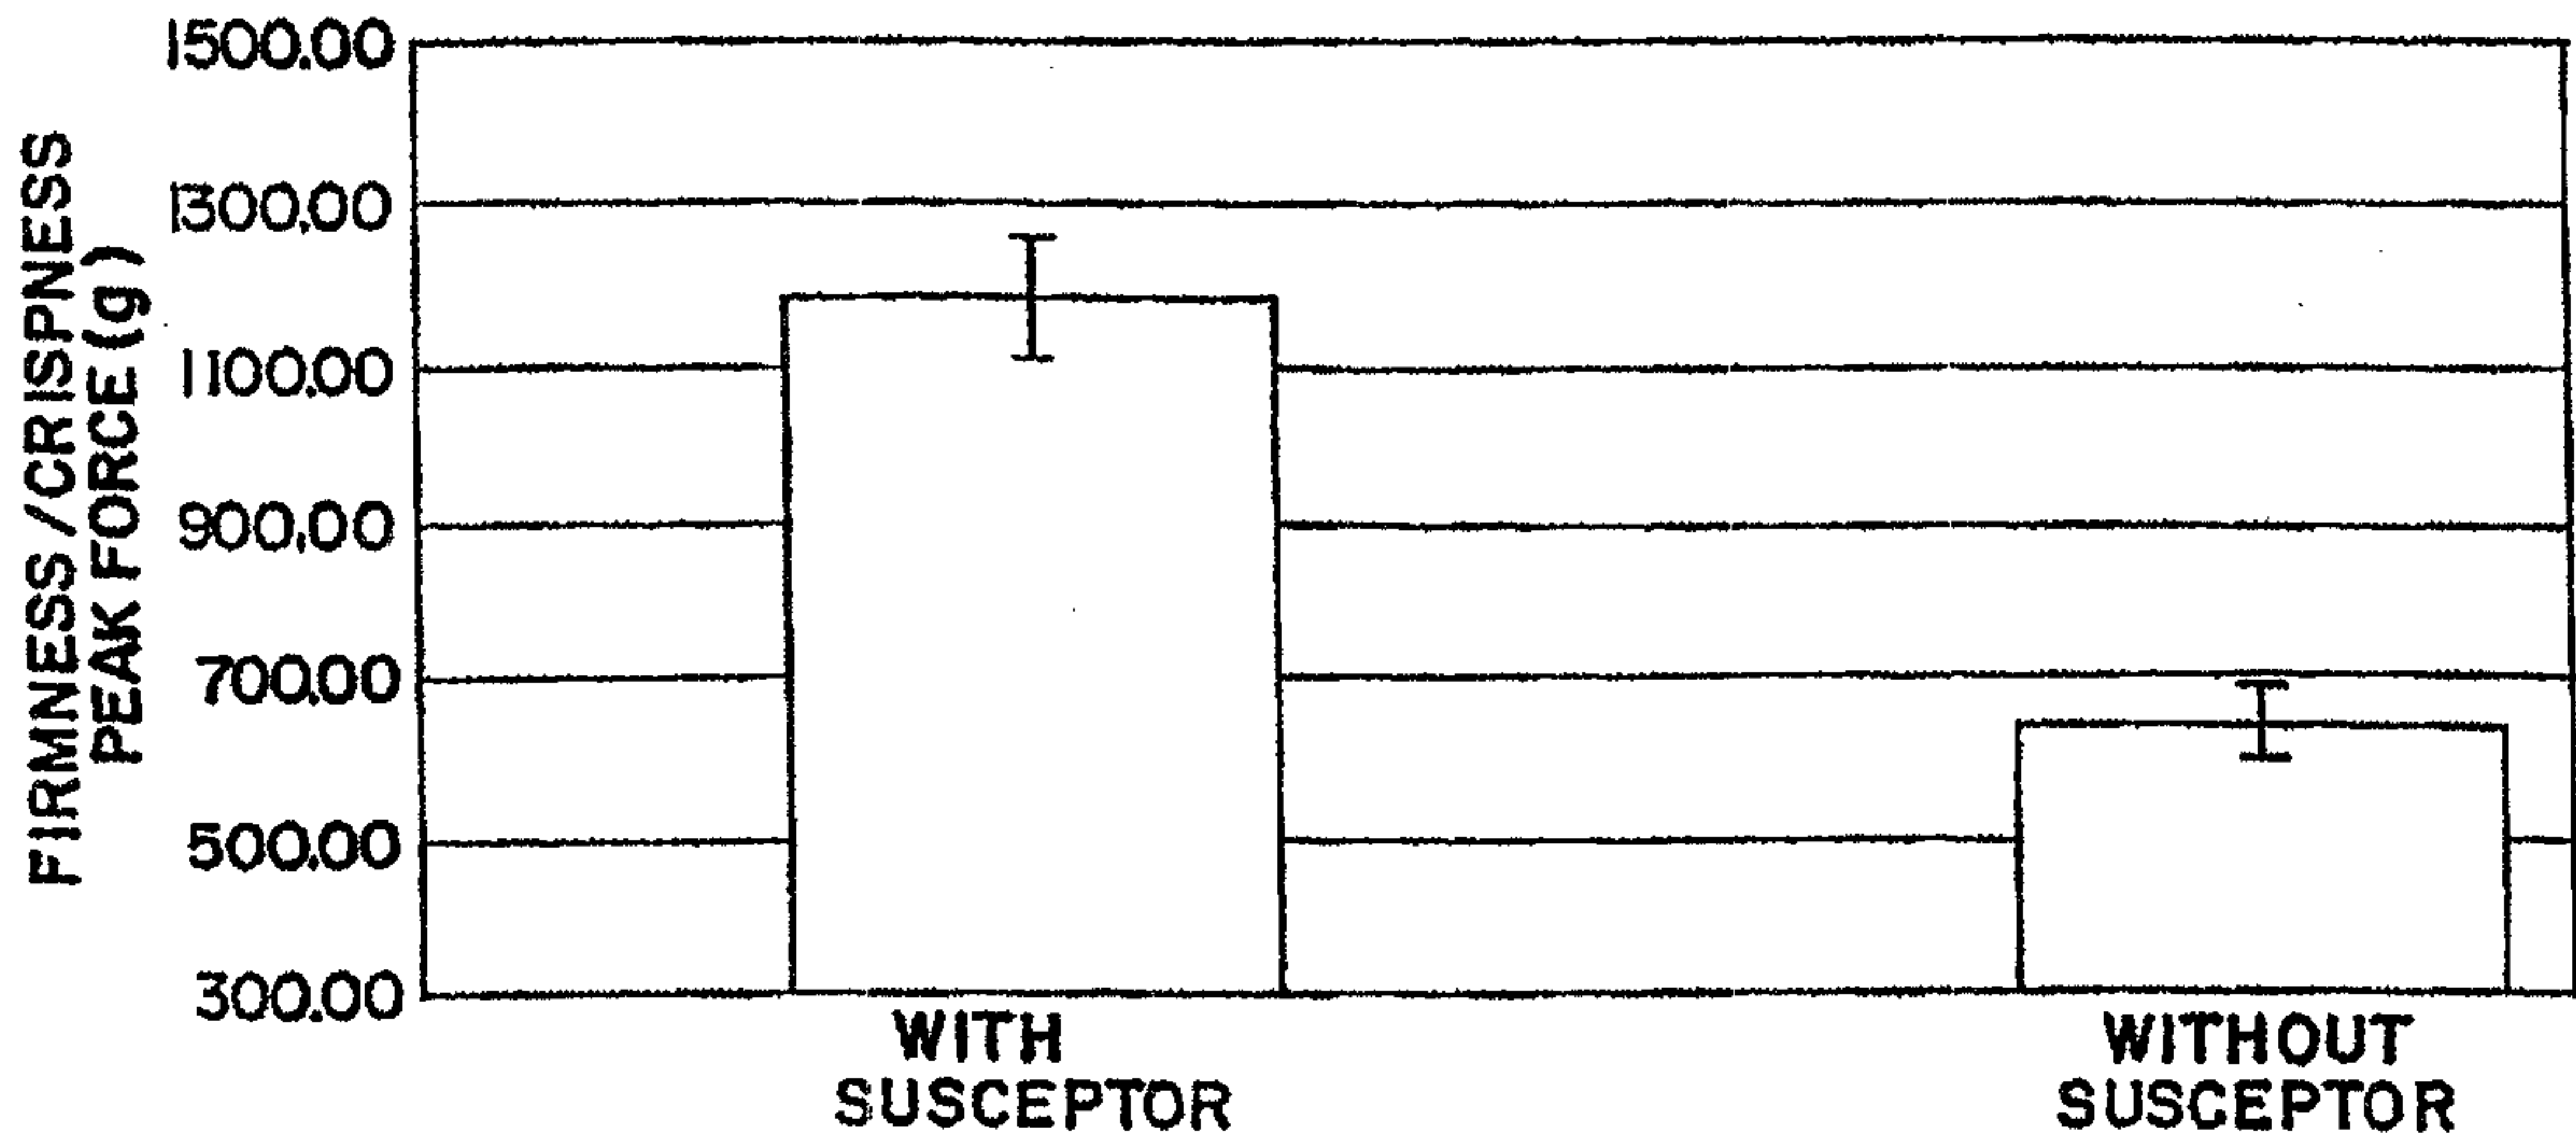 FIRMNESS/CRISPNESS
PEAK FORCE (g)
1500.00
1300.00
1100.00
900.00
700.00
500.00
300.00
WITH
SUSCEPTOR
WITHOUT
SUSCEPTOR